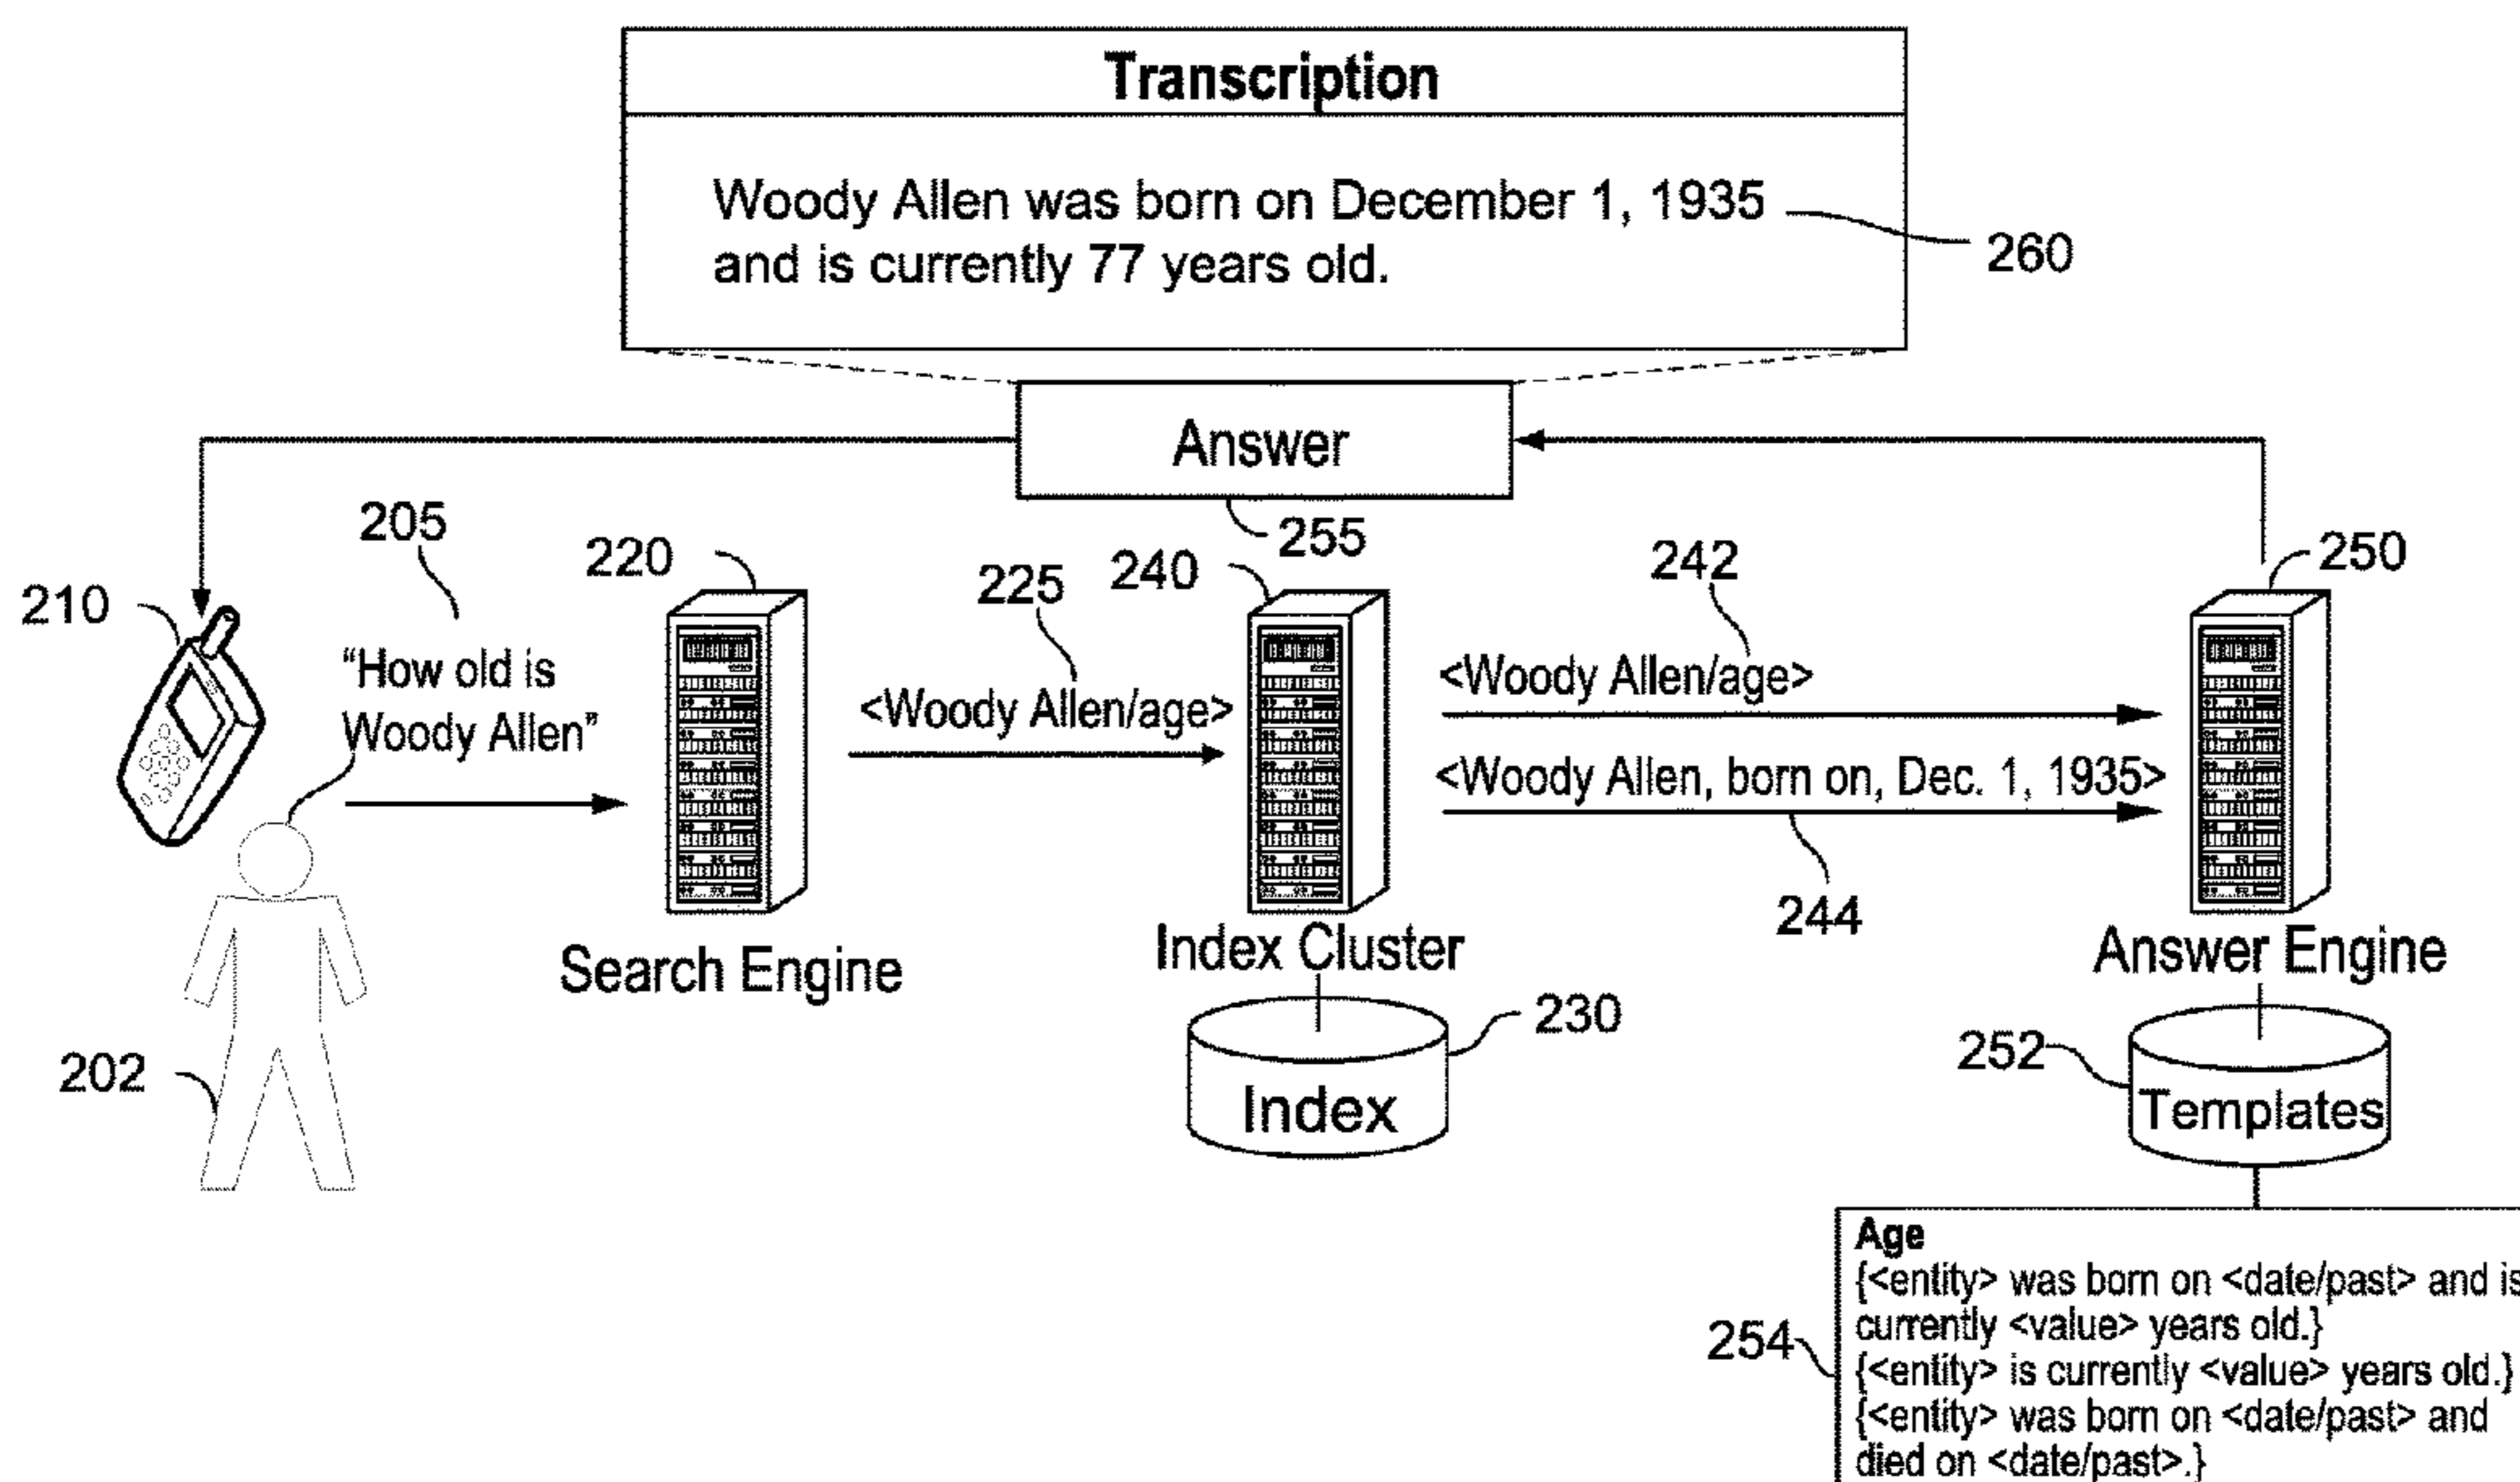 Transcription
Woody Allen was born on December 1, 1935
and is currently 77 years old.
260
Answer
255
205
210
“How old is
Woody Allen”
202
220
Search Engine
225
<Woody Allen/age>
240
Index Cluster
230
Index
242
<Woody Allen/age>
<Woody Allen, born on, Dec. 1, 1935>
244
250
Answer Engine
252
Templates
254
Age
{<entity> was born on <date/past> and is
currently <value> years old.}
{<entity> is currently <value> years old.}
{<entity> was born on <date/past> and
died on <date/past>.}